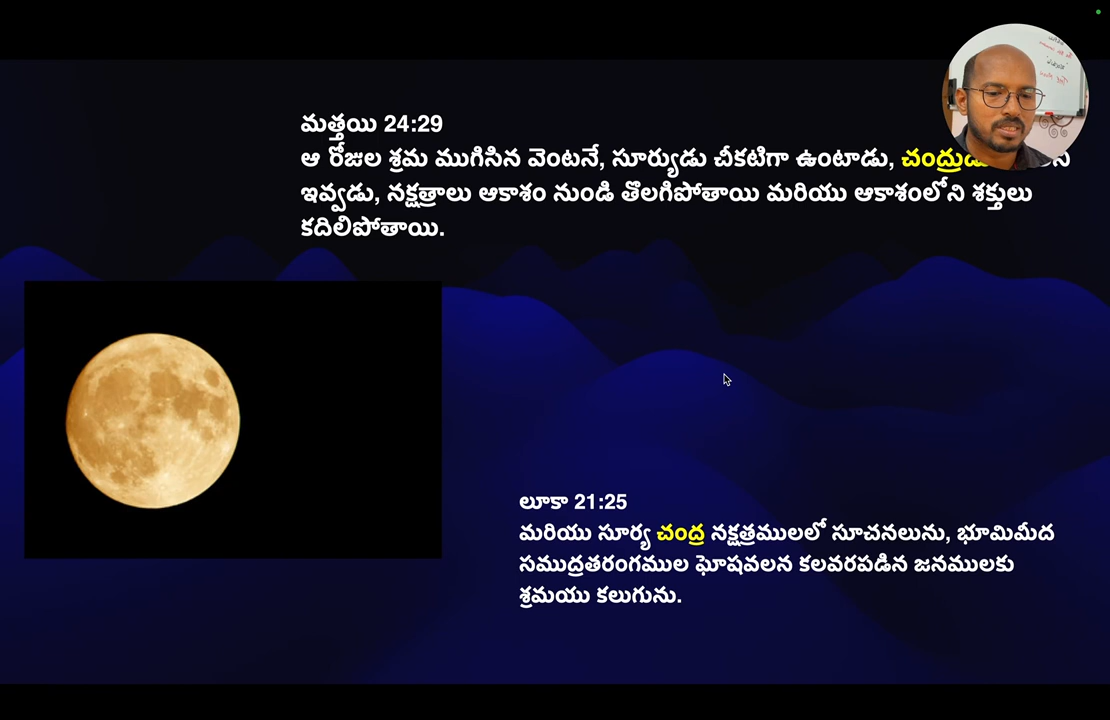 మత్తయి 24:29
ఆ రోజుల శ్రమ ముగిసిన వెంటనే, సూర్యుడు చీకటిగా ఉంటాడు,
ఇవ్వడు, నక్షత్రాలు ఆకాశం నుండి తొలగిపోతాయి మరియు ఆకాశంలోని శక్తులు
కదిలిపోతాయి.
లూకా 21:25
మరియు సూర్య చంద్ర నక్షత్రములలో సూచనలును, భూమిమీద
సముద్రతరంగముల ఘోషవలన కలవరపడిన జనములకు
శ్రమయు కలుగును.